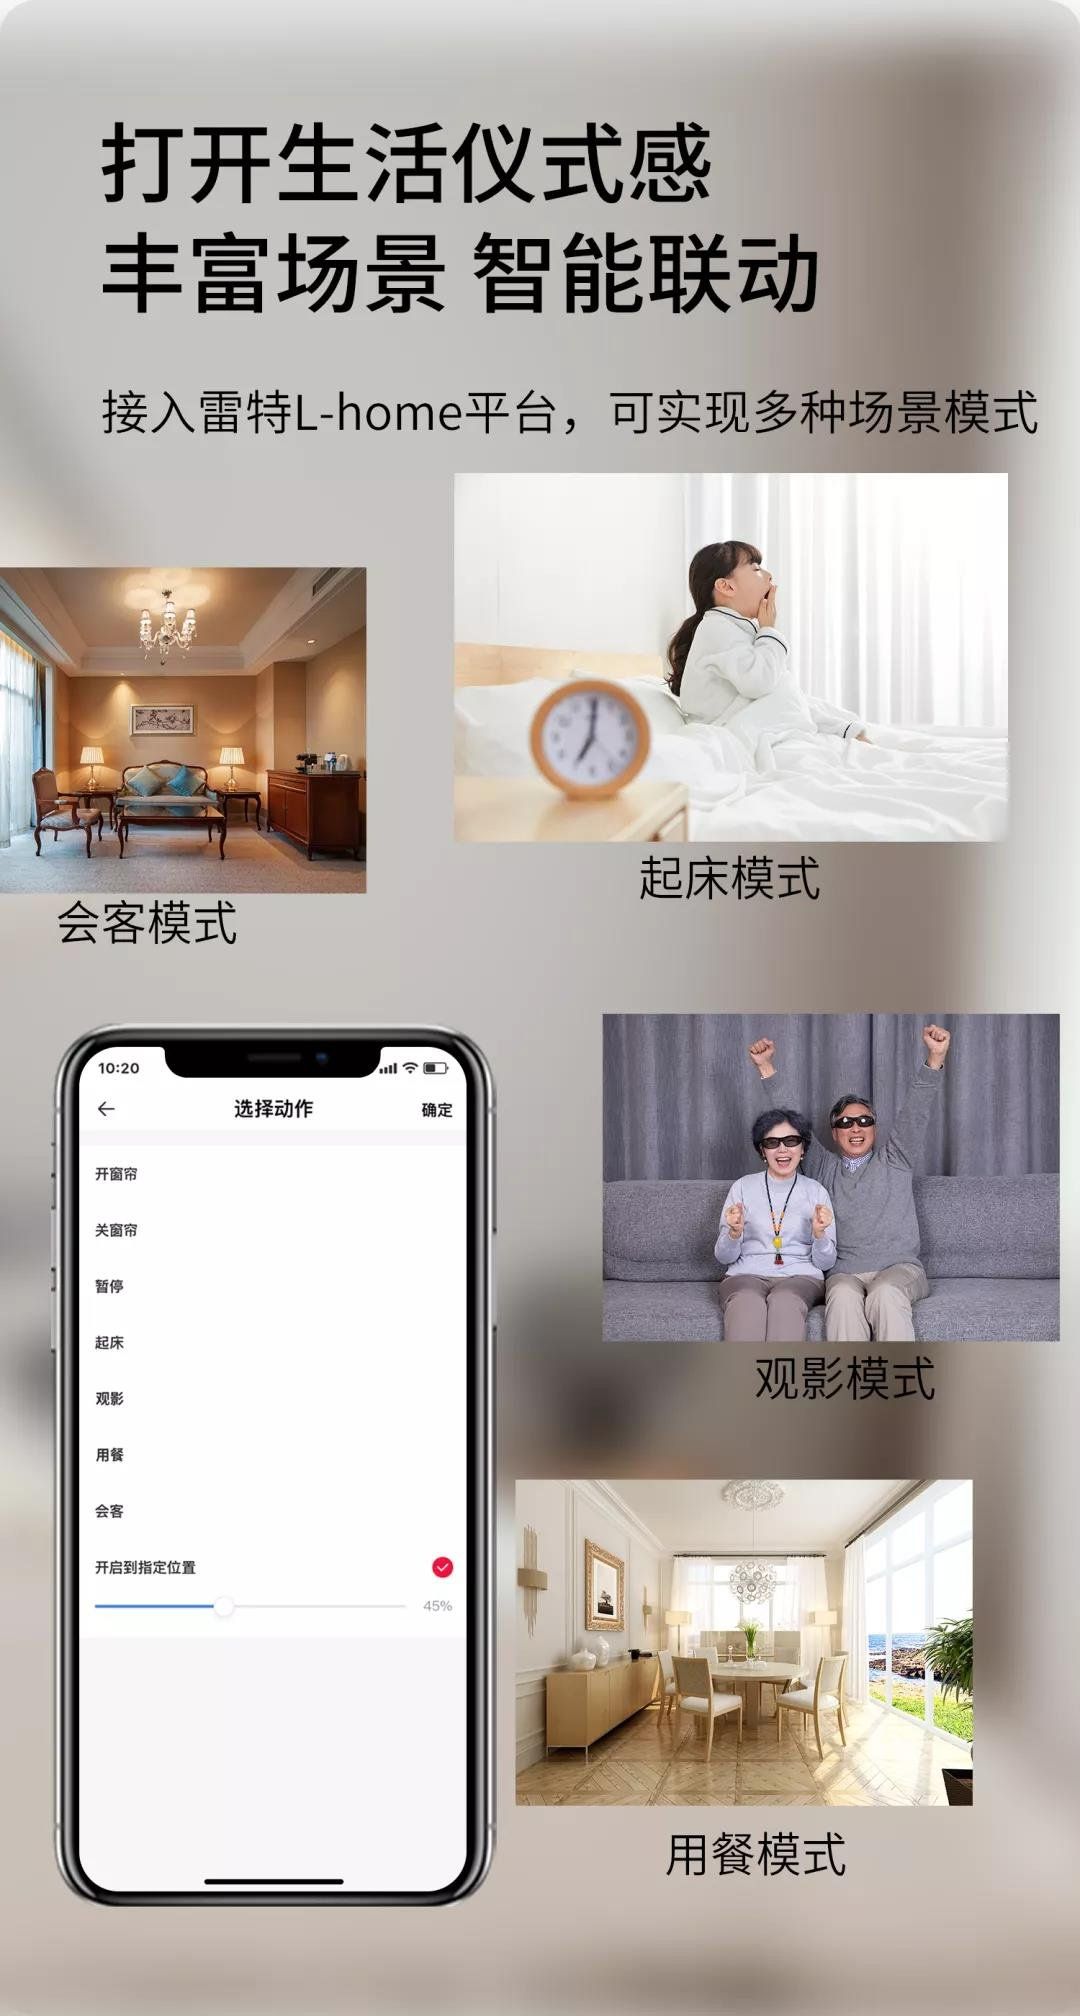 打开生活仪式感
丰富场景 智能联动
接入雷特L-home平台，可实现多种场景模式
起床模式
会客模式
10:20
选择动作
确定
开窗帘
关窗帘
暂停
起床
观影
用餐
会客
开启到指定位置
45%
观影模式
用餐模式